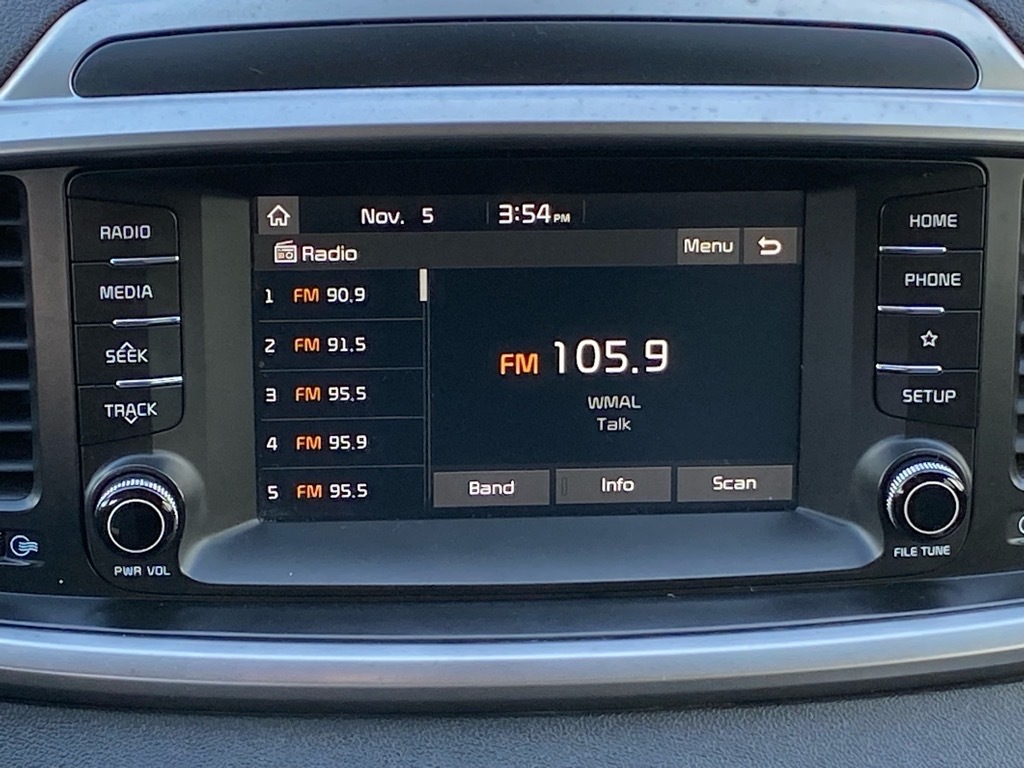 Nov. 5 3:54 PM
Radio Menu
1 FM 90.9
2 FM 91.5
3 FM 95.5
4 FM 95.9
5 FM 95.5
FM 105.9
WMAL
Talk
Band Info Scan
RADIO
MEDIA
SEEK
TRACK
PWR VOL
HOME
PHONE
SETUP
FILE TUNE